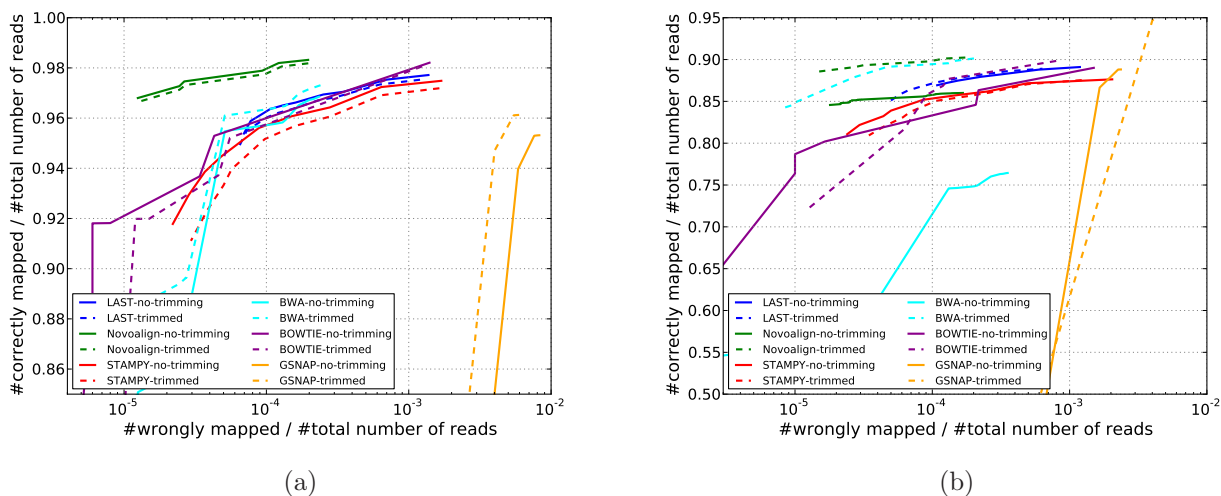 #correctly mapped / #total number of reads
1.00
0.98
0.96
0.94
0.92
0.90
0.88
0.86
LAST-no-trimming
LAST-trimmed
Novoalign-no-trimming
Novoalign-trimmed
STAMPY-no-trimming
STAMPY-trimmed
BWA-no-trimming
BWA-trimmed
BOWTIE-no-trimming
BOWTIE-trimmed
GSNAP-no-trimming
GSNAP-trimmed
10^-5 10^-4 10^-3 10^-2
#wrongly mapped / #total number of reads
(a)
#correctly mapped / #total number of reads
0.95
0.90
0.85
0.80
0.75
0.70
0.65
0.60
0.55
0.50
LAST-no-trimming
LAST-trimmed
Novoalign-no-trimming
Novoalign-trimmed
STAMPY-no-trimming
STAMPY-trimmed
BWA-no-trimming
BWA-trimmed
BOWTIE-no-trimming
BOWTIE-trimmed
GSNAP-no-trimming
GSNAP-trimmed
10^-5 10^-4 10^-3 10^-2
#wrongly mapped / #total number of reads
(b)